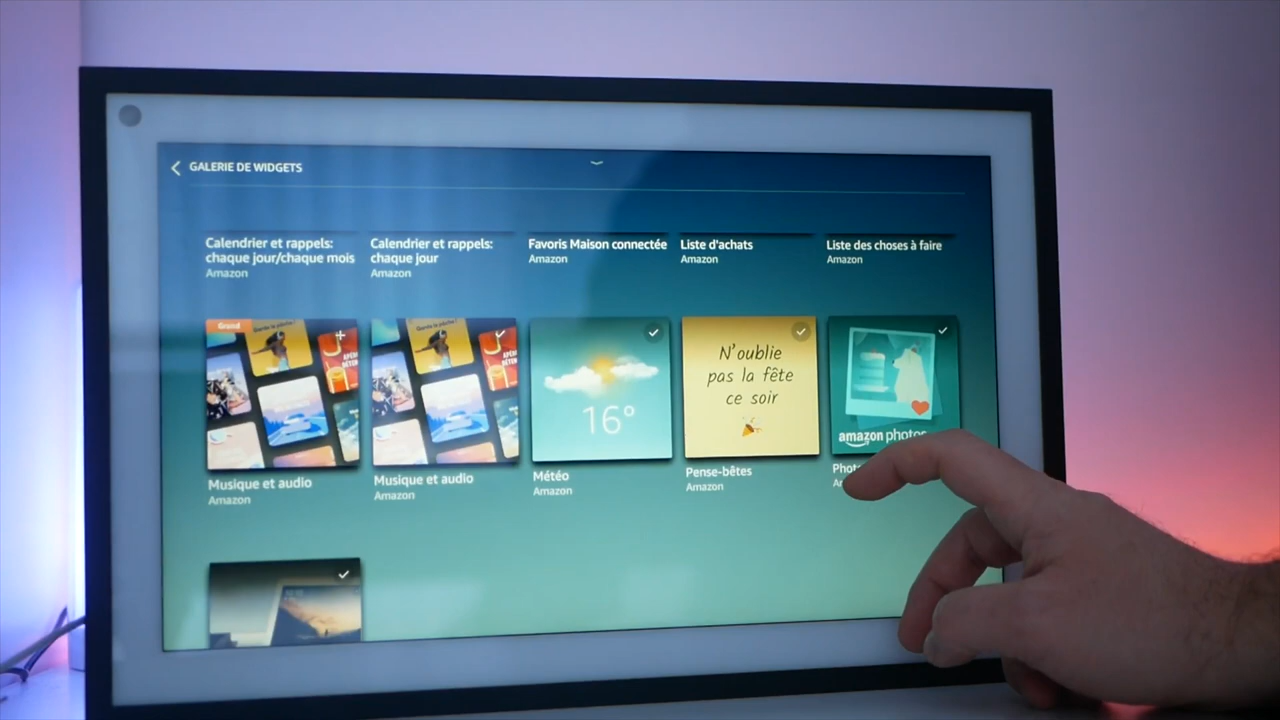 GALERIE DE WIDGETS
Calendrier et rappels:
chaque jour/chaque mois
Amazon
Calendrier et rappels:
chaque jour
Amazon
Favoris Maison connectée
Amazon
Liste d'achats
Amazon
Liste des choses à faire
Amazon
Grand
Musique et audio
Amazon
Musique et audio
Amazon
16°
Météo
Amazon
N'oublie
pas la fête
ce soir
Pense-bêtes
Amazon
amazon photos